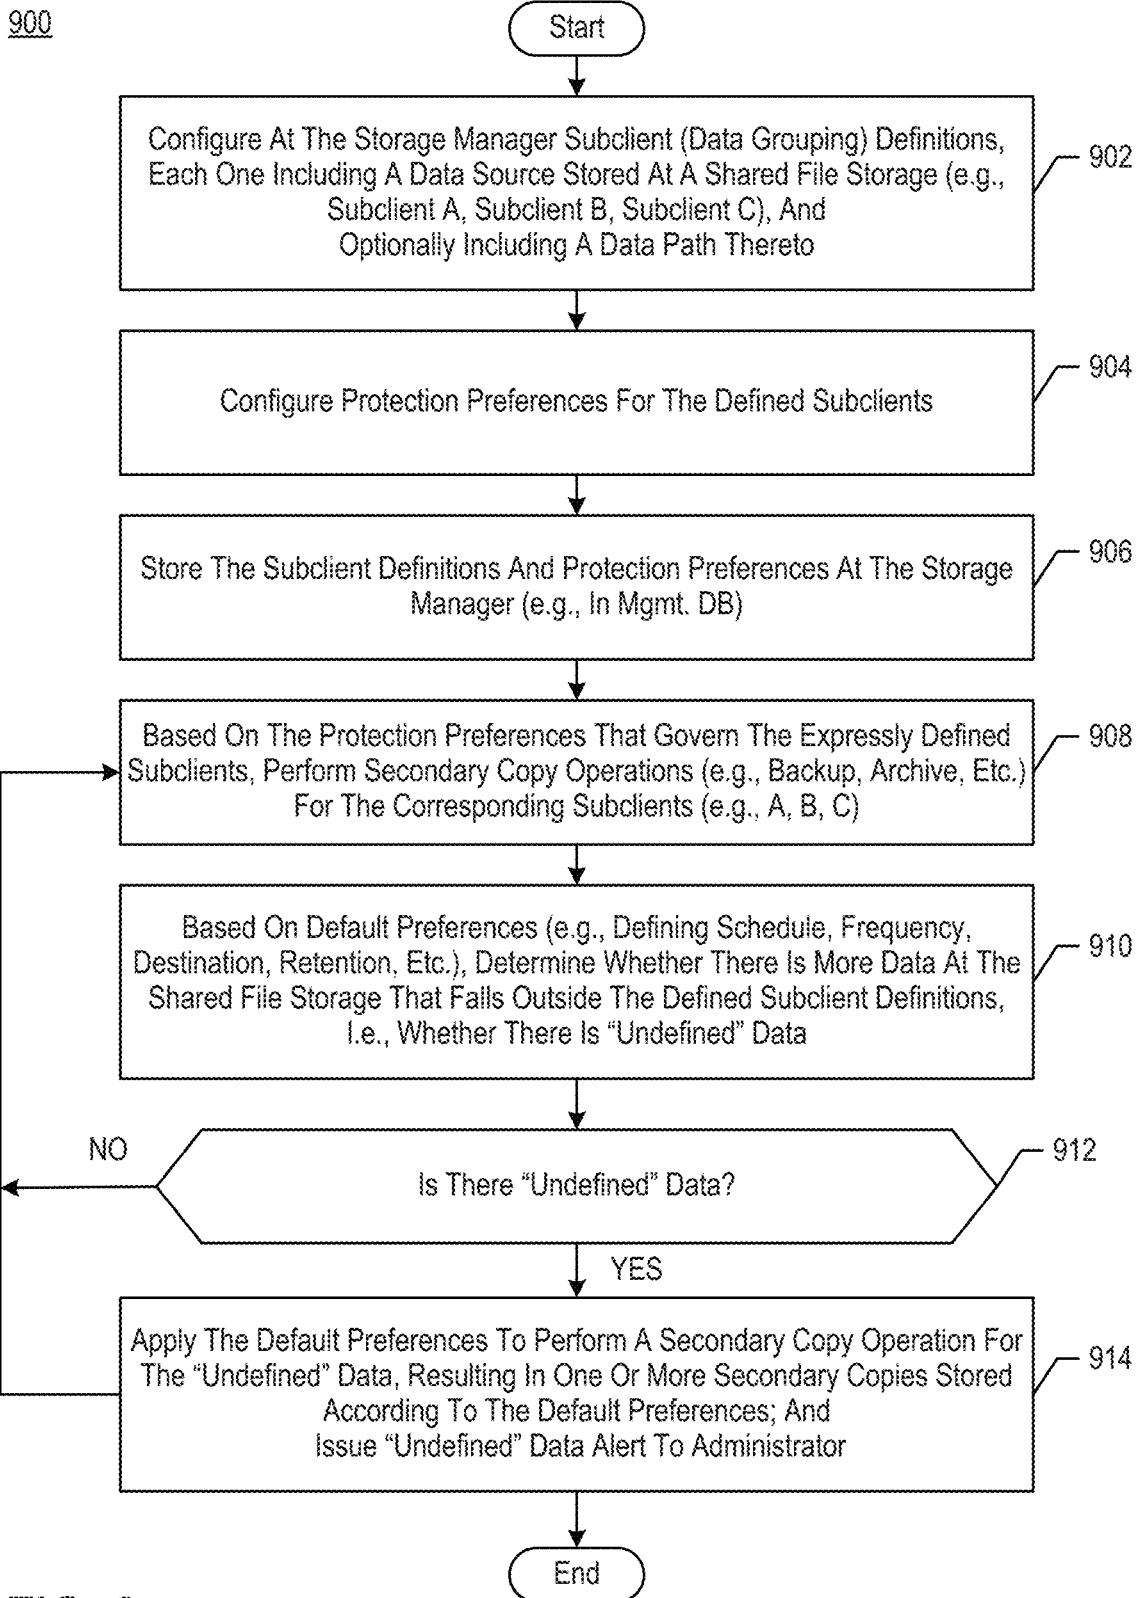 900
Start
Configure At The Storage Manager Subclient (Data Grouping) Definitions,
Each One Including A Data Source Stored At A Shared File Storage (e.g.,
Subclient A, Subclient B, Subclient C), And
Optionally Including A Data Path Thereto
902
Configure Protection Preferences For The Defined Subclients
904
Store The Subclient Definitions And Protection Preferences At The Storage
Manager (e.g., In Mgmt. DB)
906
Based On The Protection Preferences That Govern The Expressly Defined
Subclients, Perform Secondary Copy Operations (e.g., Backup, Archive, Etc.)
For The Corresponding Subclients (e.g., A, B, C)
908
Based On Default Preferences (e.g., Defining Schedule, Frequency,
Destination, Retention, Etc.), Determine Whether There Is More Data At The
Shared File Storage That Falls Outside The Defined Subclient Definitions,
I.e., Whether There Is “Undefined” Data
910
NO
Is There “Undefined” Data?
912
YES
Apply The Default Preferences To Perform A Secondary Copy Operation For
The “Undefined” Data, Resulting In One Or More Secondary Copies Stored
According To The Default Preferences; And
Issue “Undefined” Data Alert To Administrator
914
End